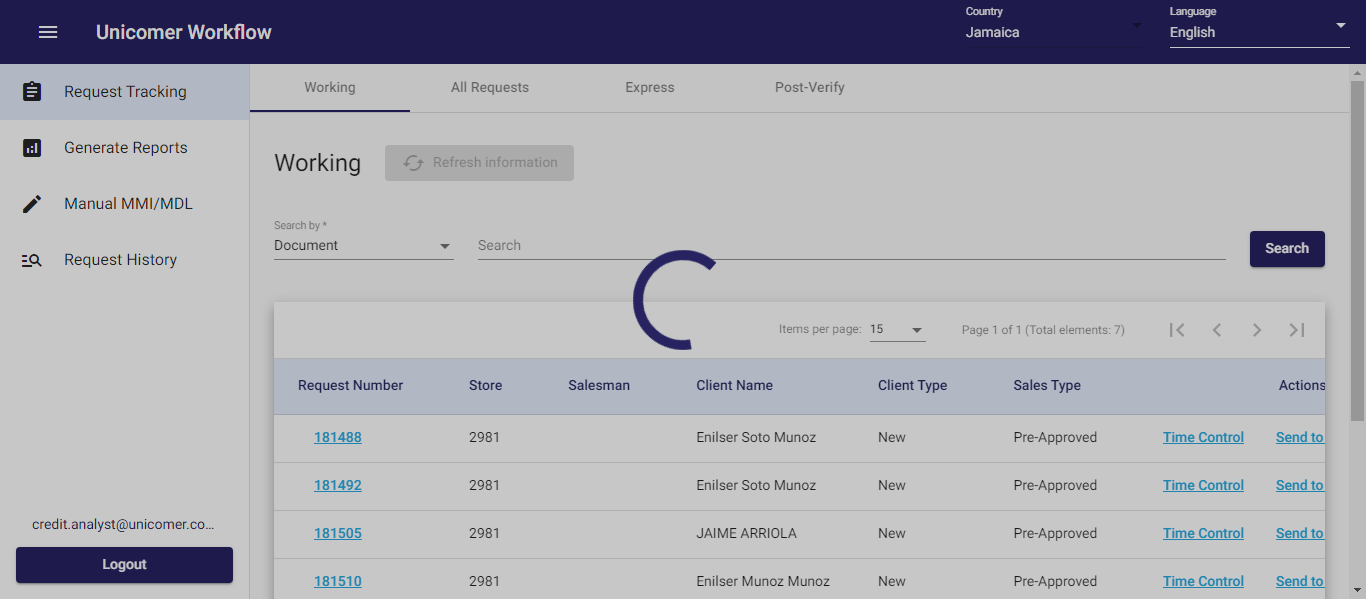 Unicomer Workflow
Country
Jamaica
Language
English
Request Tracking
Generate Reports
Manual MMI/MDL
Request History
credit.analyst@unicomer.co...
Logout
Working All Requests Express Post-Verify
Working Refresh information
Search by *
Document Search Search
Items per page: 15 Page 1 of 1 (Total elements: 7)
Request Number Store Salesman Client Name Client Type Sales Type Actions
181488 2981 Enilser Soto Munoz New Pre-Approved Time Control Send to
181492 2981 Enilser Soto Munoz New Pre-Approved Time Control Send to
181505 2981 JAIME ARRIOLA New Pre-Approved Time Control Send to
181510 2981 Enilser Munoz Munoz New Pre-Approved Time Control Send to